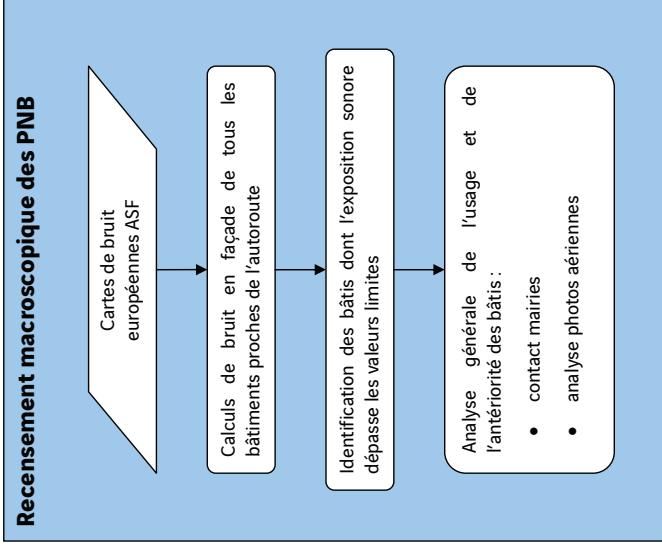 Recensement macroscopique des PNB
Cartes de bruit
européennes ASF
Calculs de bruit en façade de tous les
bâtiments proches de l'autoroute
Identification des bâtis dont l'exposition sonore
dépasse les valeurs limites
Analyse générale de l'usage et de
l'antériorité des bâtis :
• contact mairies
• analyse photos aériennes